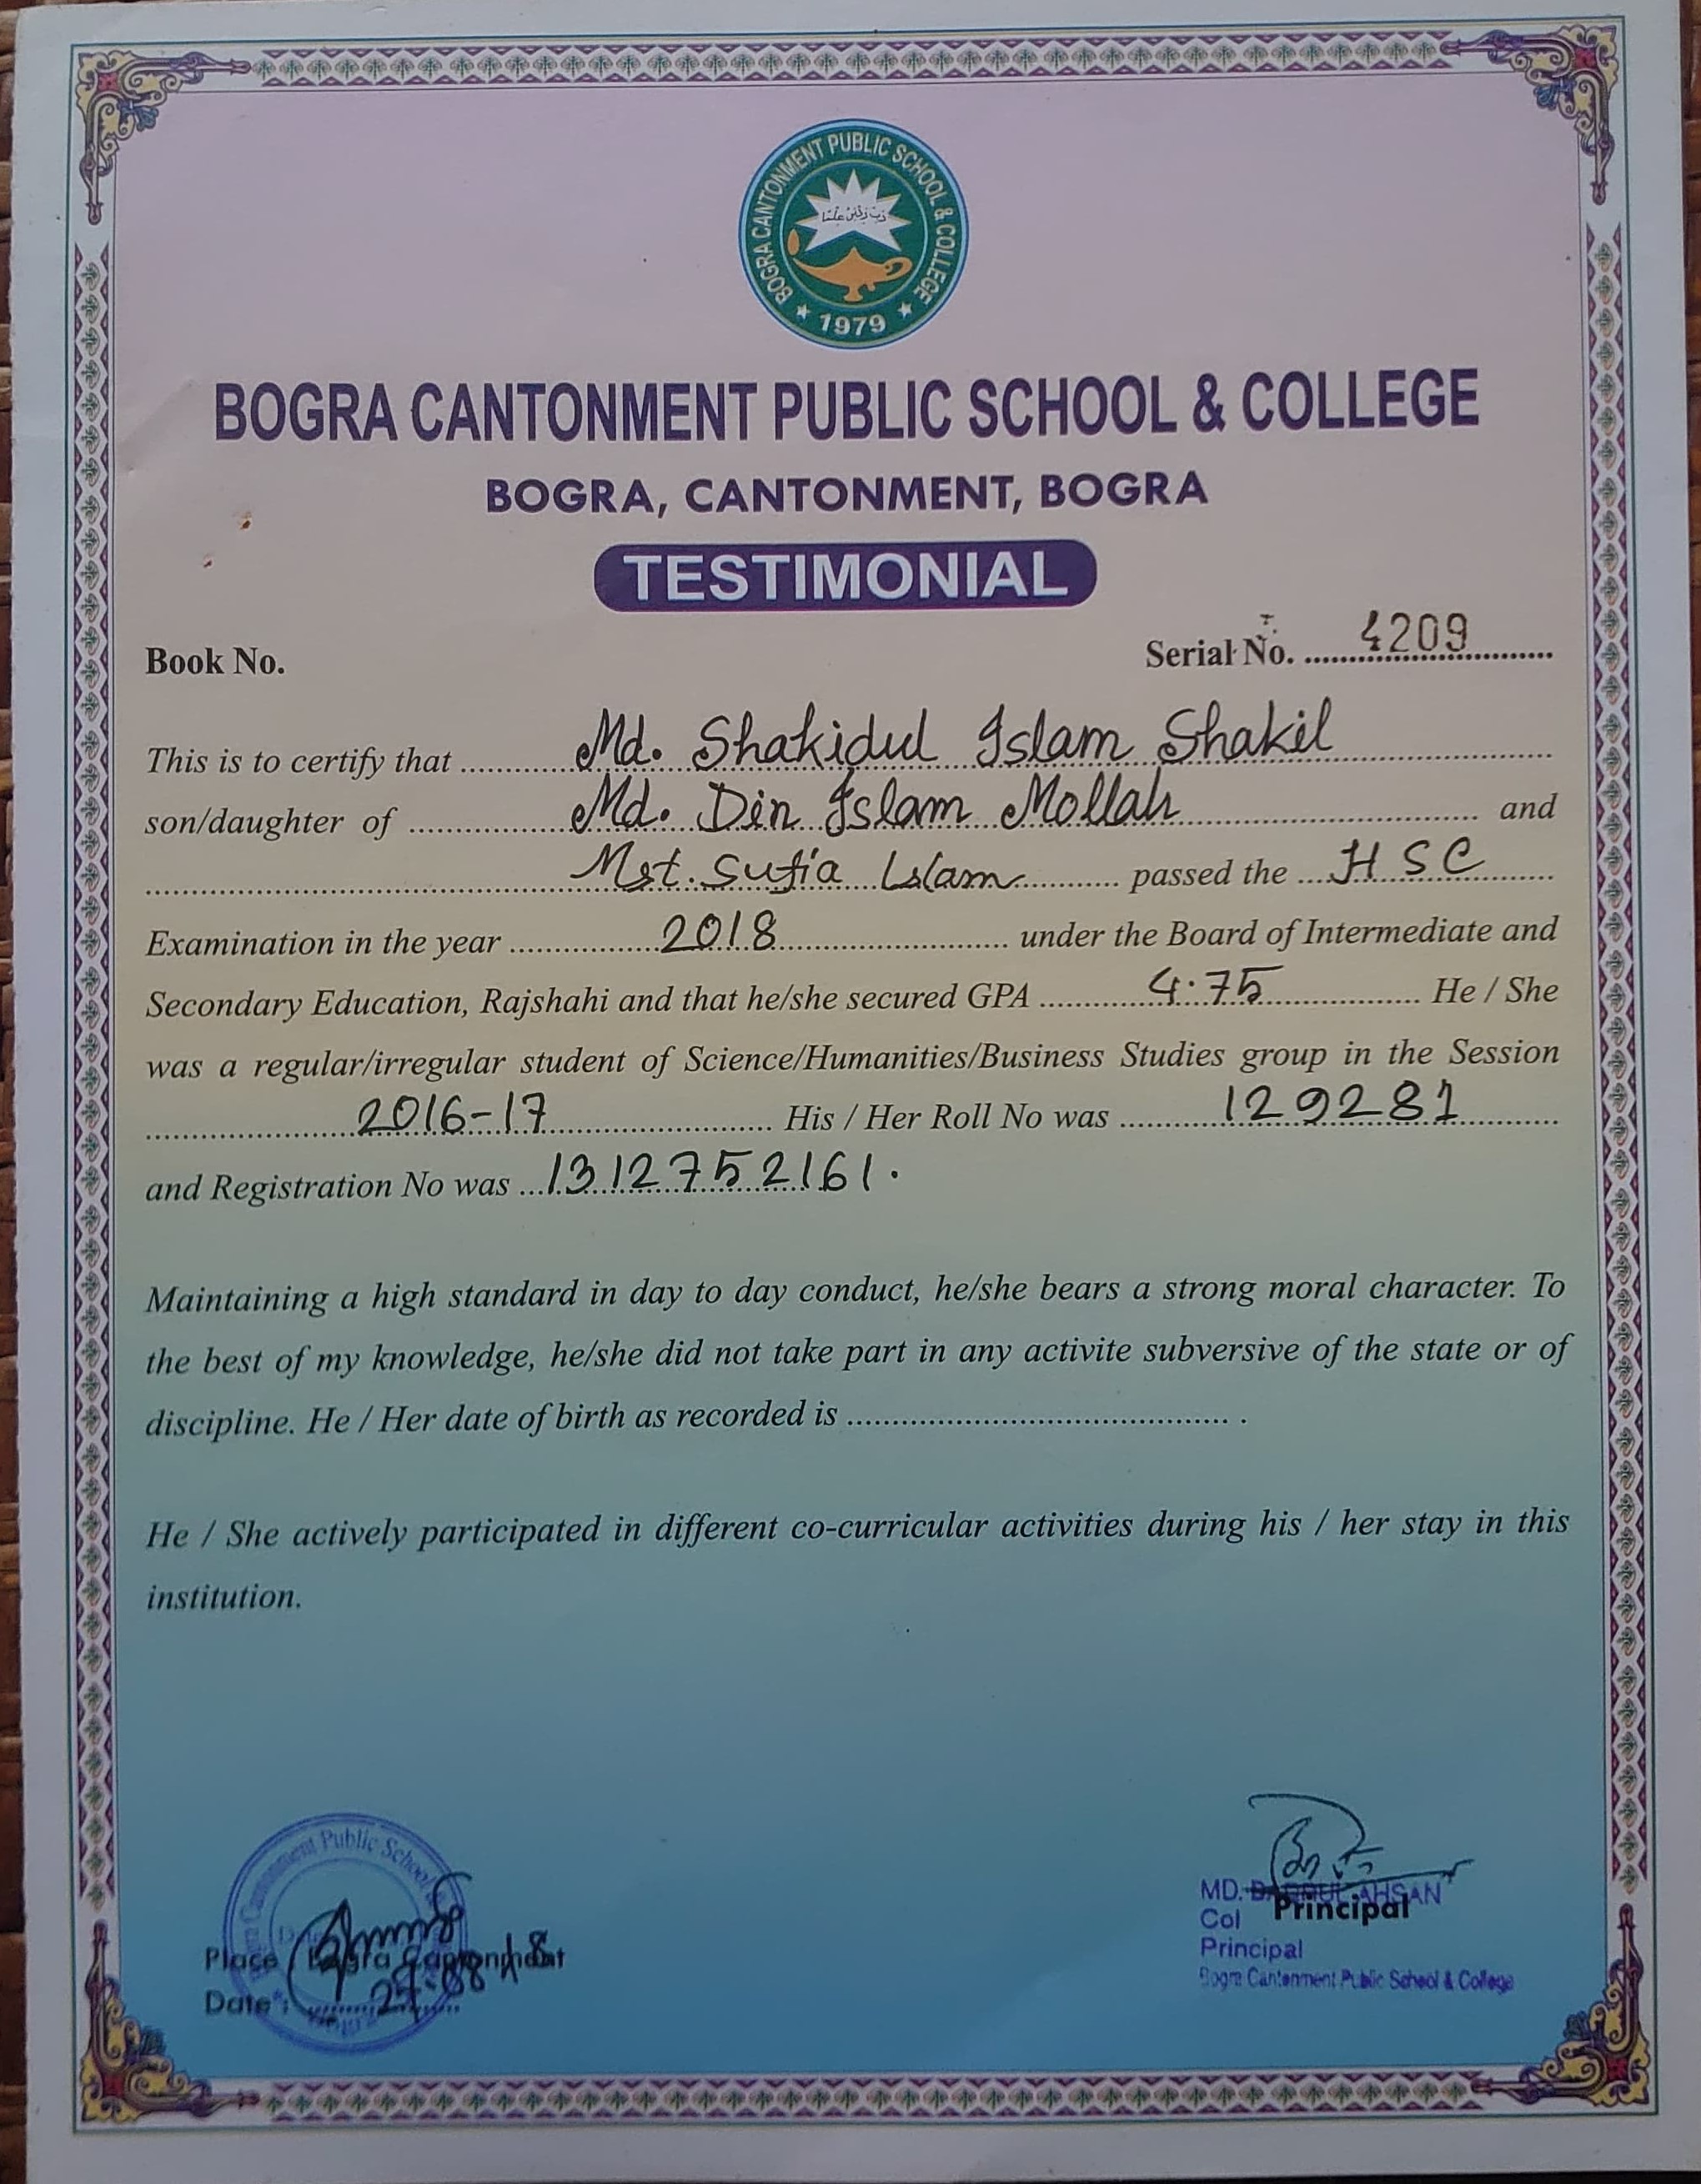 BOGRA CANTONMENT PUBLIC SCHOOL & COLLEGE
1979
BOGRA CANTONMENT PUBLIC SCHOOL & COLLEGE
BOGRA, CANTONMENT, BOGRA
TESTIMONIAL
Book No. Serial No. 4209
This is to certify that Md. Shakidul Islam Shakil
son/daughter of Md. Din Islam Mollah and
Mst. Sufia Islam passed the HSC
Examination in the year 2018 under the Board of Intermediate and
Secondary Education, Rajshahi and that he/she secured GPA 4.75 He / She
was a regular/irregular student of Science/Humanities/Business Studies group in the Session
2016-17 His / Her Roll No was 129281
and Registration No was 1312752161.
Maintaining a high standard in day to day conduct, he/she bears a strong moral character. To
the best of my knowledge, he/she did not take part in any activite subversive of the state or of
discipline. He / Her date of birth as recorded is .
He / She actively participated in different co-curricular activities during his / her stay in this
institution.
Cantonment Public School
Place Bogra Cantonment
Date :
MD. AHSAN
Principal
Col
Principal
Bogra Cantonment Public School & College